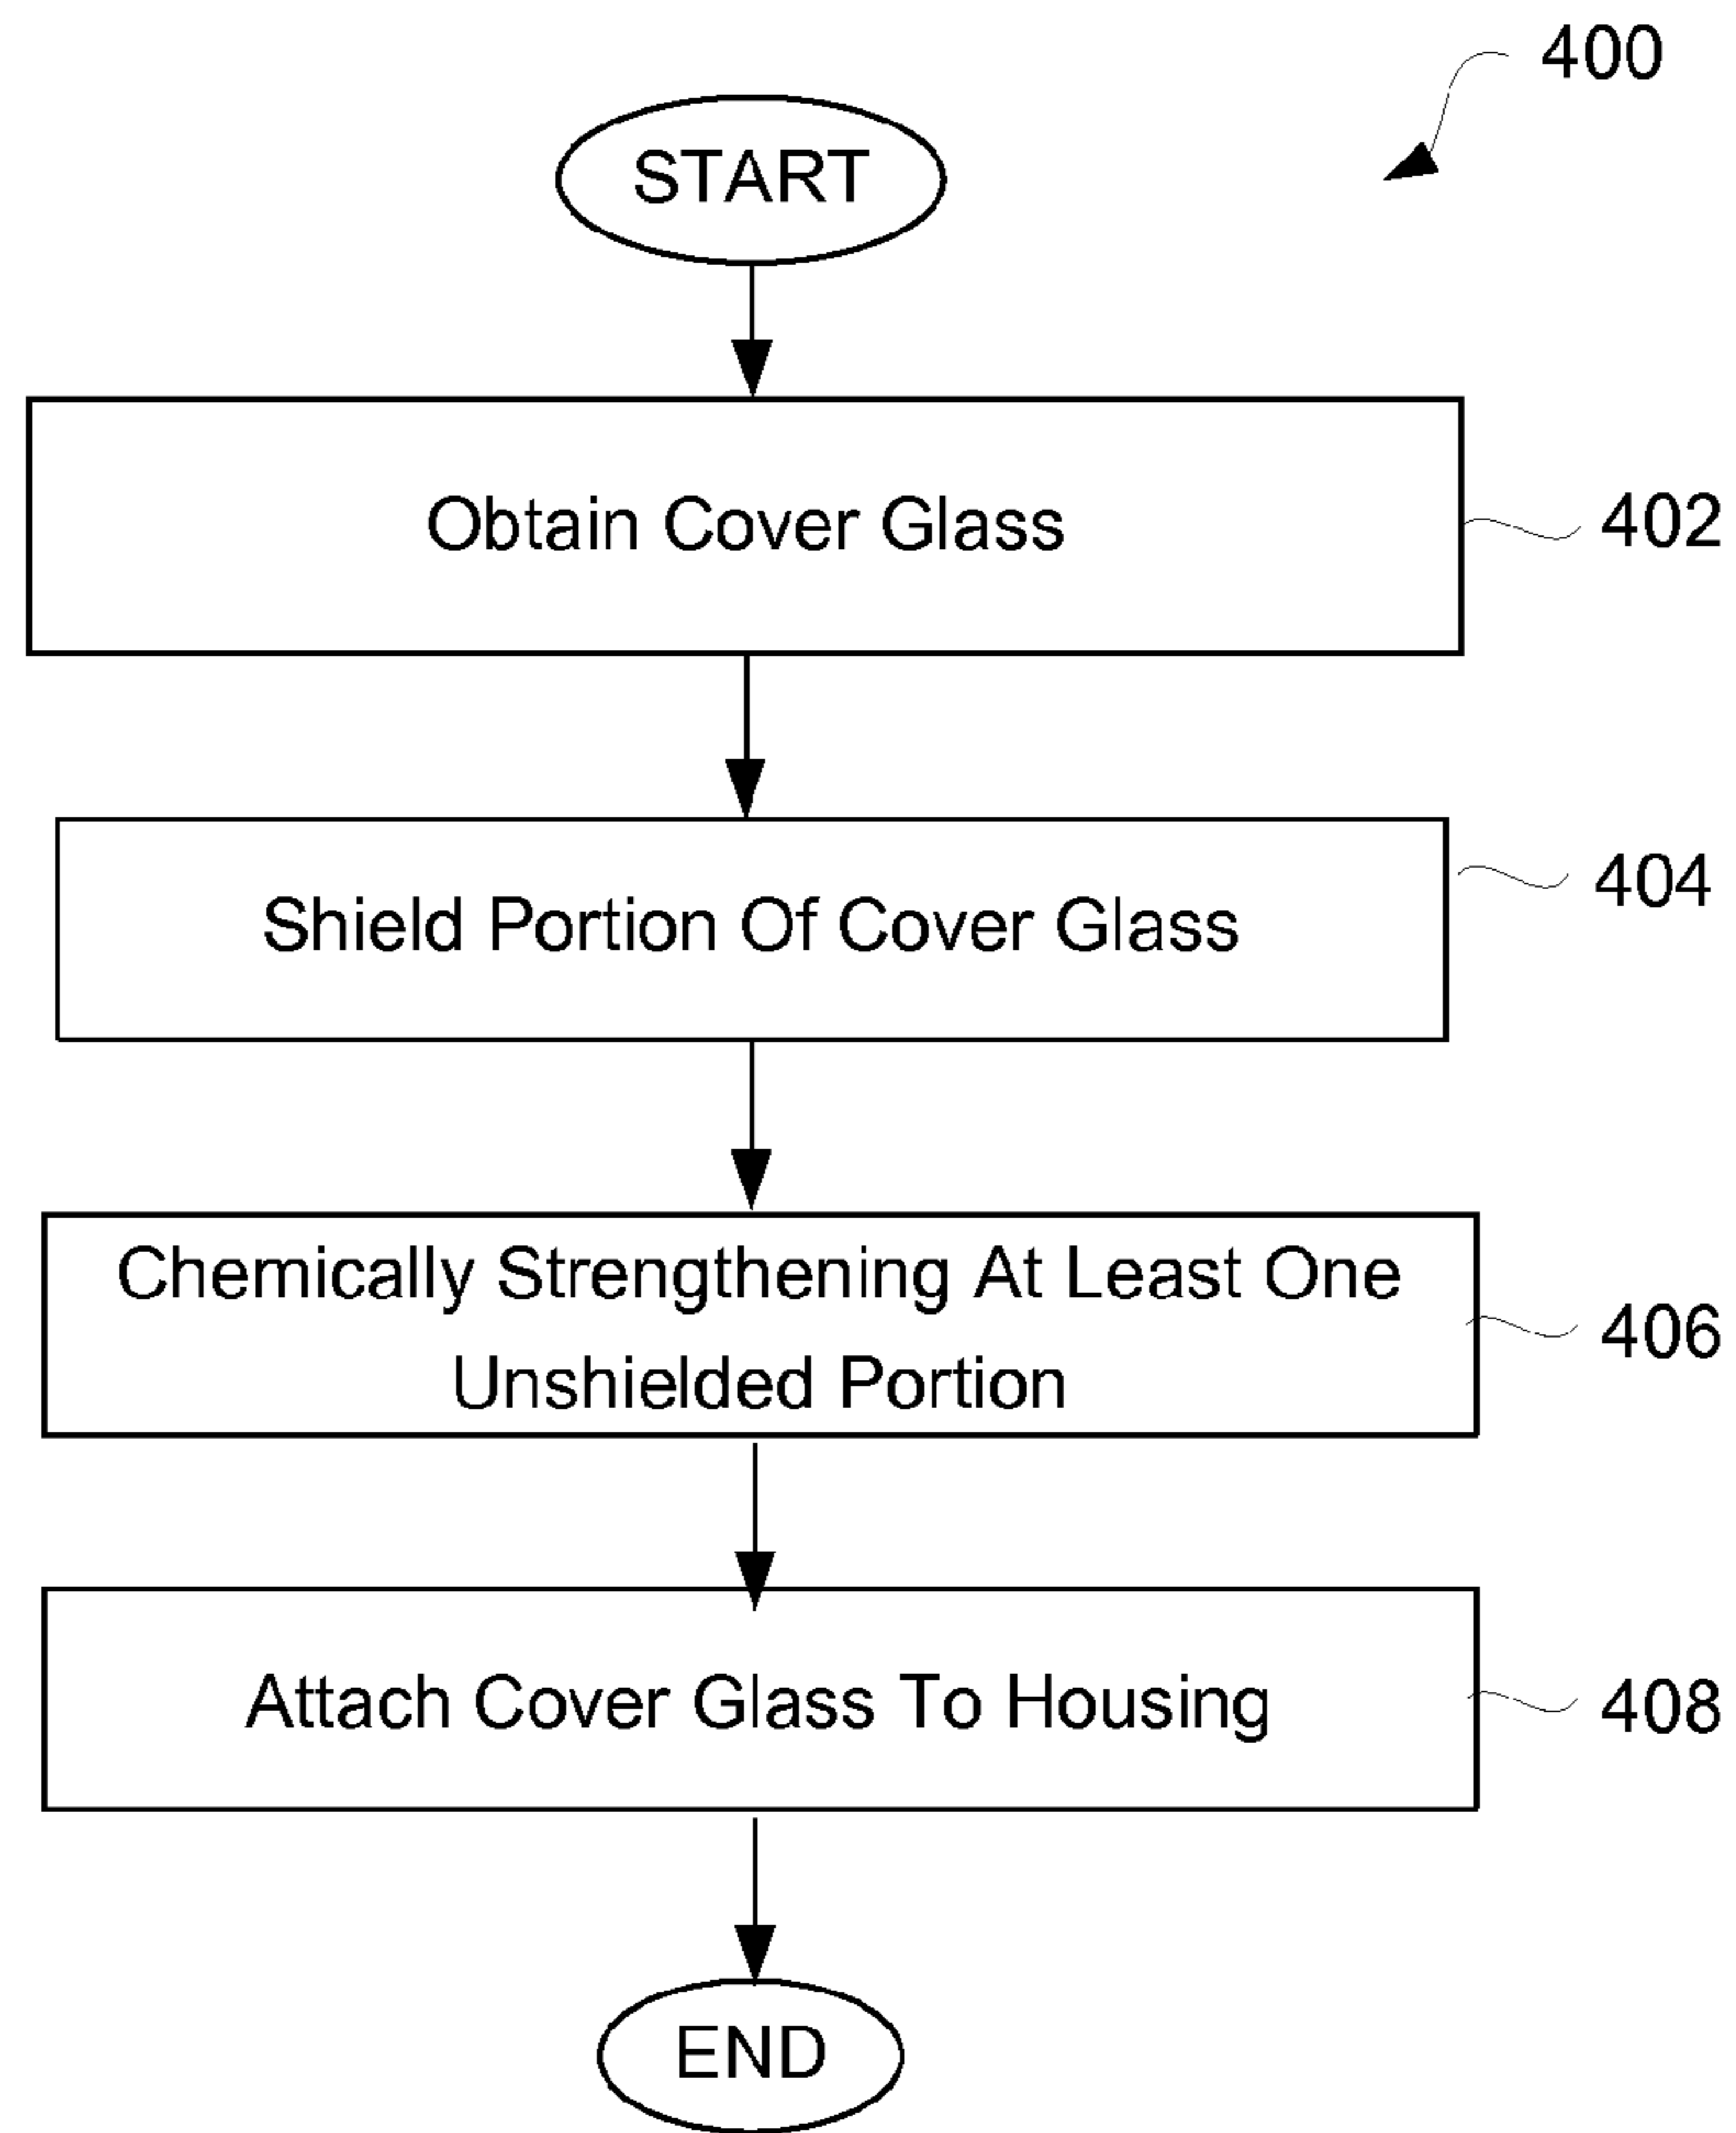 400
START
Obtain Cover Glass
402
Shield Portion Of Cover Glass
404
Chemically Strengthening At Least One
Unshielded Portion
406
Attach Cover Glass To Housing
408
END